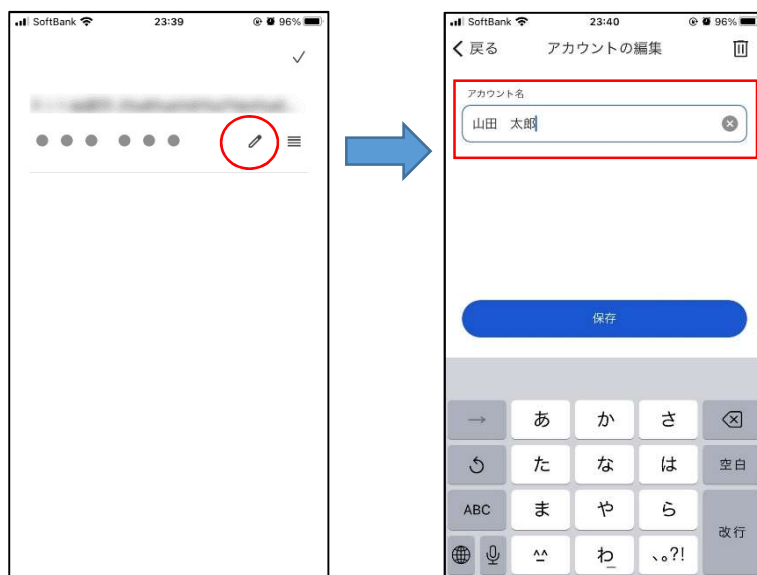 SoftBank 23:39 96%
SoftBank 23:40 96%
戻る アカウントの編集
アカウント名
山田 太郎
保存
→ あ か さ
た な は 空白
ABC ま や ら
改行
^^ わ_ 、。?!